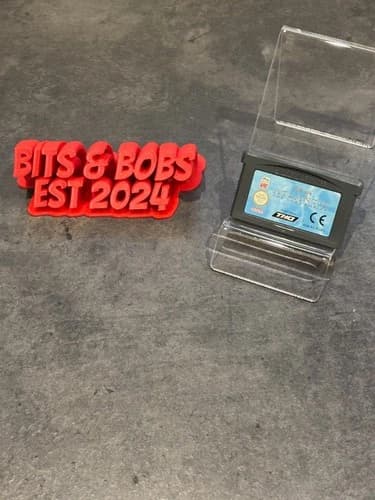 BITS & BOBS
EST 2024
THQ
CE